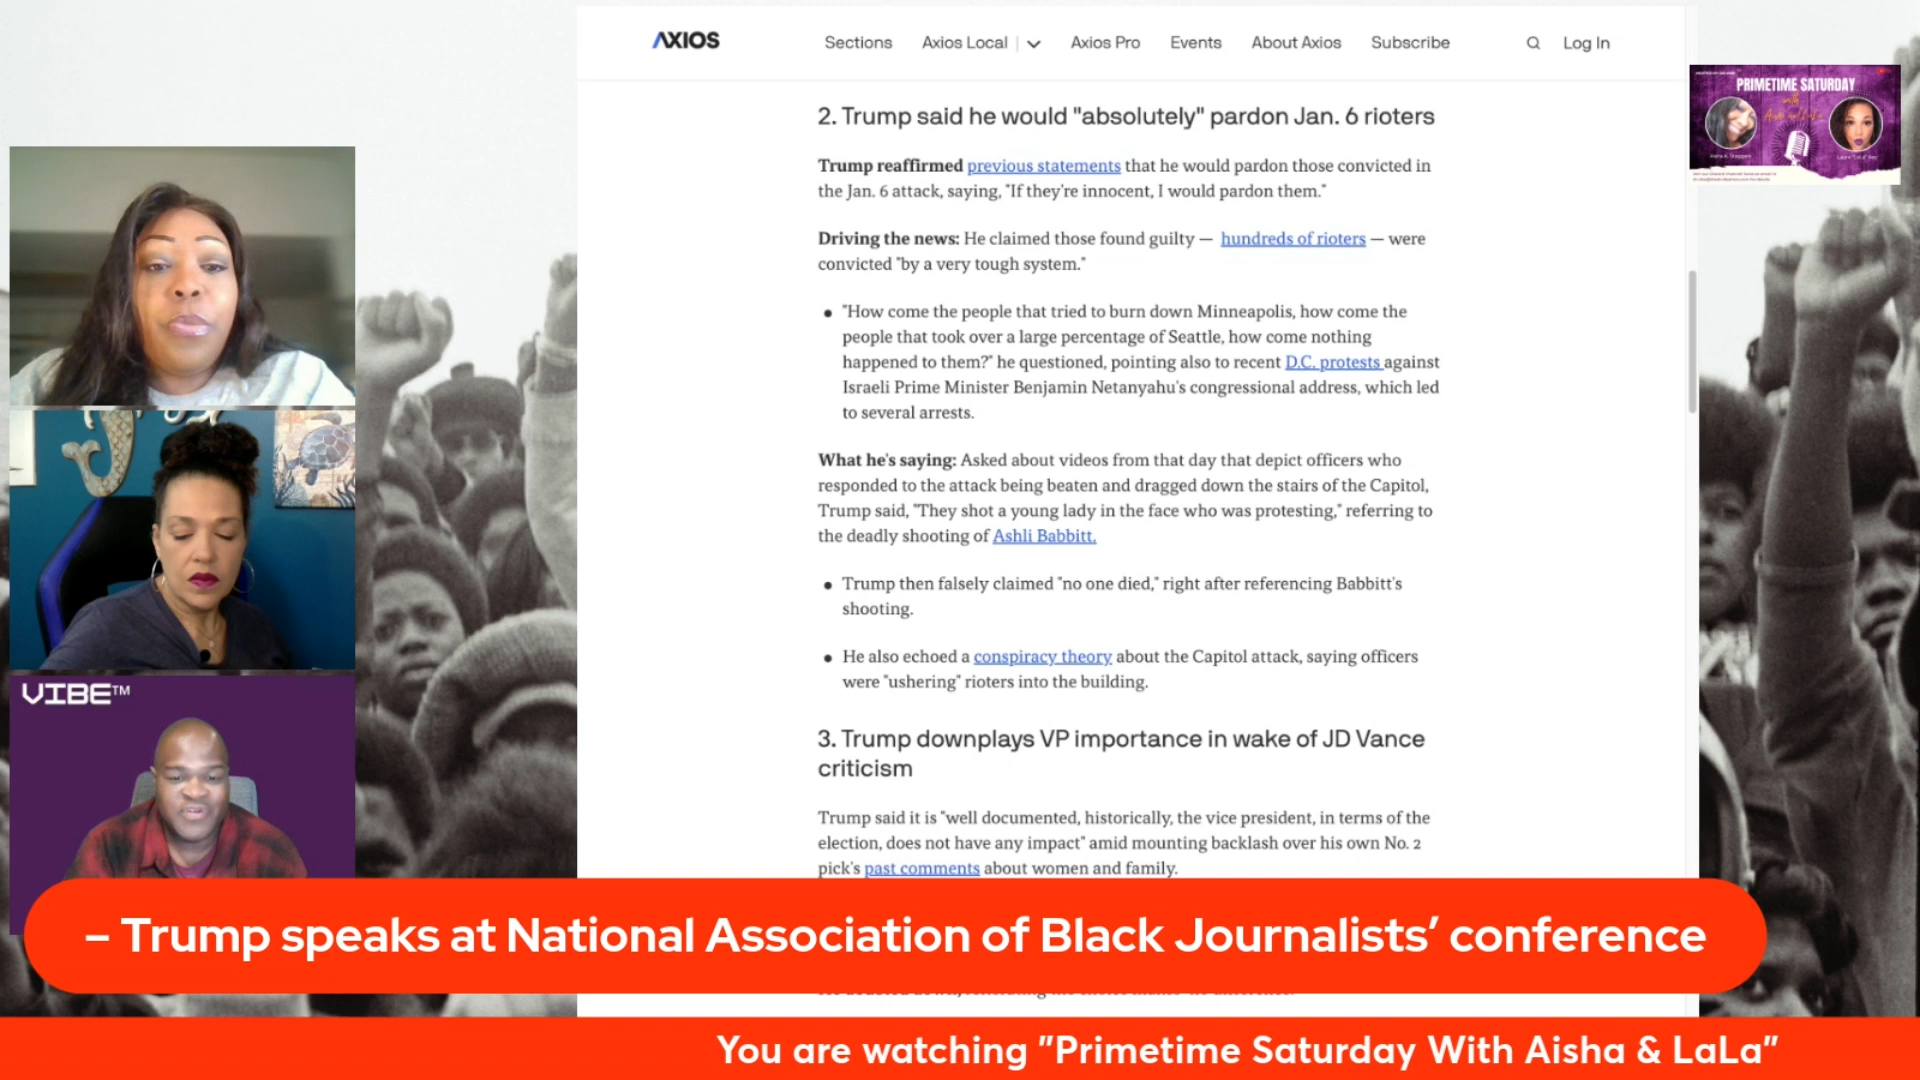 AXIOS
Sections
Axios Local
Axios Pro
Events
About Axios
Subscribe
Log In
2. Trump said he would "absolutely" pardon Jan. 6 rioters
Trump reaffirmed previous statements that he would pardon those convicted in
the Jan. 6 attack, saying, "If they're innocent, I would pardon them."
Driving the news: He claimed those found guilty — hundreds of rioters — were
convicted "by a very tough system."
• "How come the people that tried to burn down Minneapolis, how come the
people that took over a large percentage of Seattle, how come nothing
happened to them?" he questioned, pointing also to recent D.C. protests against
Israeli Prime Minister Benjamin Netanyahu's congressional address, which led
to several arrests.
What he's saying: Asked about videos from that day that depict officers who
responded to the attack being beaten and dragged down the stairs of the Capitol,
Trump said, "They shot a young lady in the face who was protesting," referring to
the deadly shooting of Ashli Babbitt.
• Trump then falsely claimed "no one died," right after referencing Babbitt's
shooting.
• He also echoed a conspiracy theory about the Capitol attack, saying officers
were "ushering" rioters into the building.
3. Trump downplays VP importance in wake of JD Vance
criticism
Trump said it is "well documented, historically, the vice president, in terms of the
election, does not have any impact" amid mounting backlash over his own No. 2
pick's past comments about women and family.
PRIMETIME SATURDAY
with
VIBE™
– Trump speaks at National Association of Black Journalists’ conference
You are watching "Primetime Saturday With Aisha & LaLa"